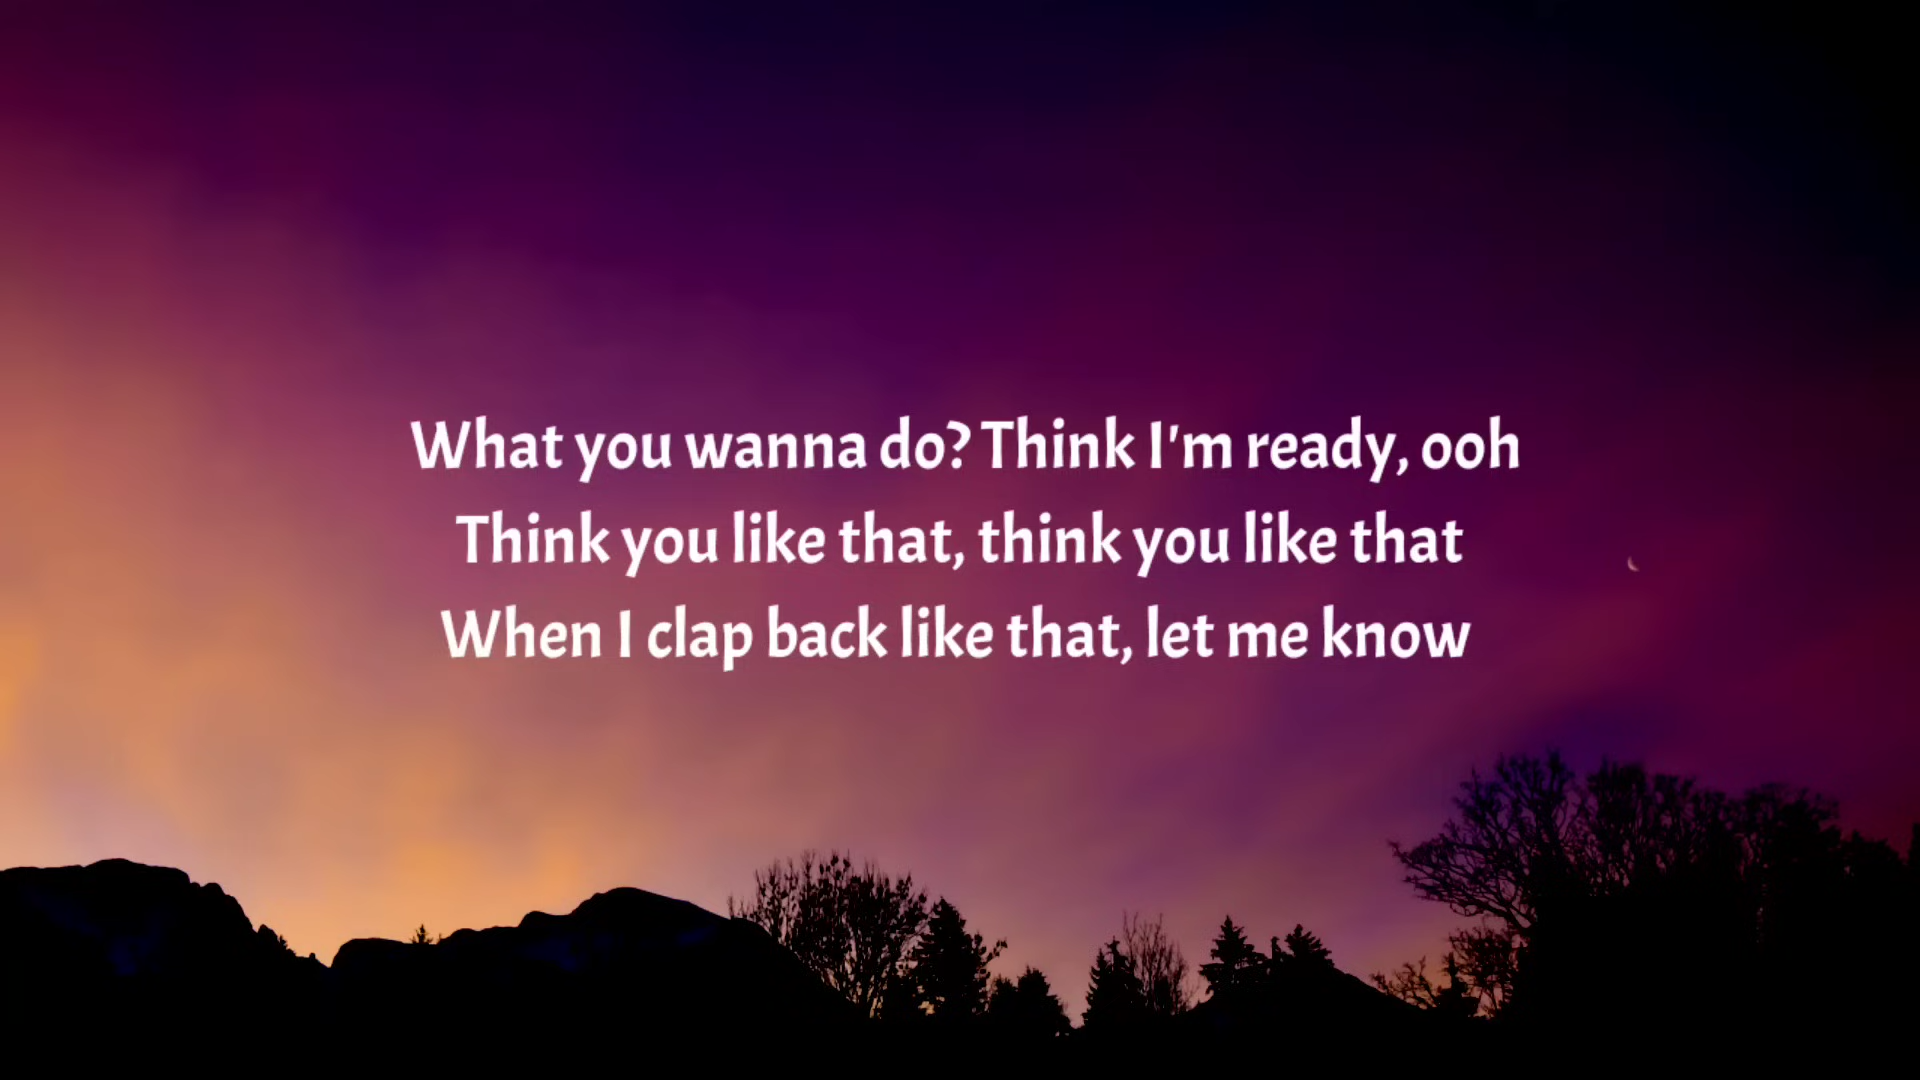 What you wanna do? Think I'm ready, ooh
Think you like that, think you like that
When I clap back like that, let me know